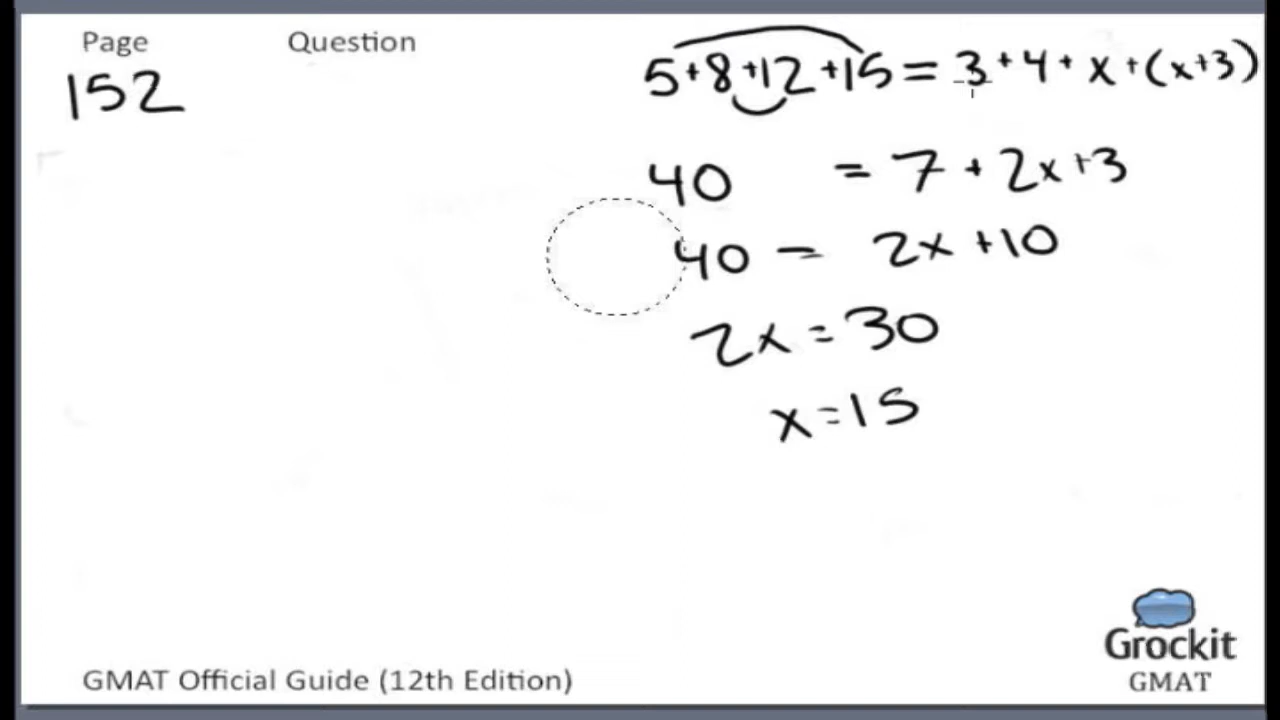 Page Question
152
5+8+12+15=3+4+x+(x+3)
40 = 7+2x+3
40 = 2x+10
2x=30
x=15
Grockit
GMAT
GMAT Official Guide (12th Edition)